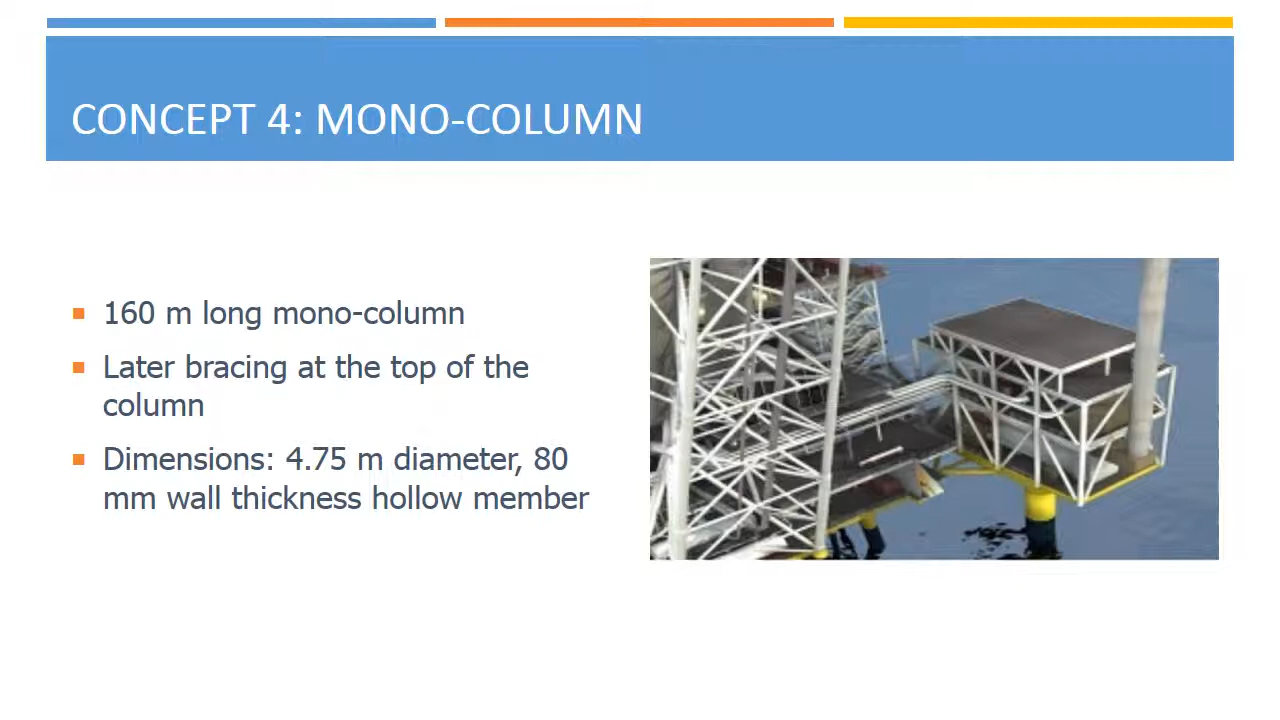 CONCEPT 4: MONO-COLUMN
160 m long mono-column
Later bracing at the top of the
column
Dimensions: 4.75 m diameter, 80
mm wall thickness hollow member